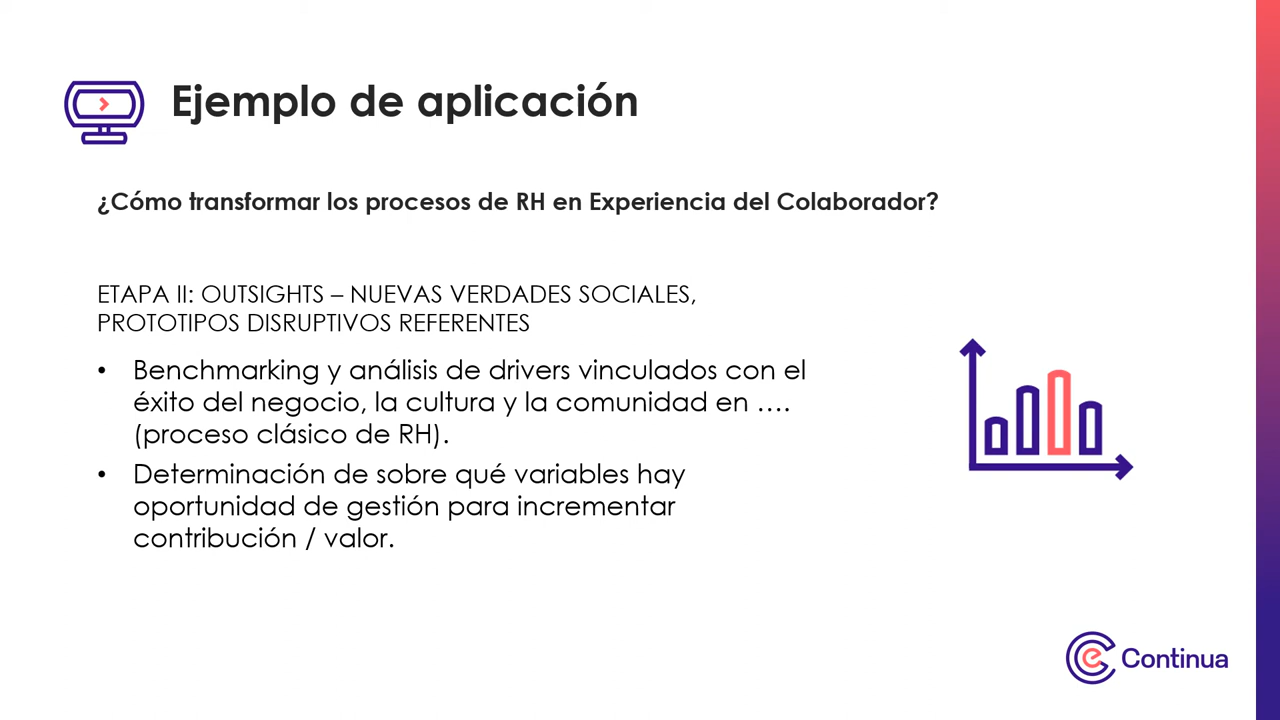 Ejemplo de aplicación
¿Cómo transformar los procesos de RH en Experiencia del Colaborador?
ETAPA II: OUTSIGHTS – NUEVAS VERDADES SOCIALES,
PROTOTIPOS DISRUPTIVOS REFERENTES
• Benchmarking y análisis de drivers vinculados con el
éxito del negocio, la cultura y la comunidad en ….
(proceso clásico de RH).
• Determinación de sobre qué variables hay
oportunidad de gestión para incrementar
contribución / valor.
Continua